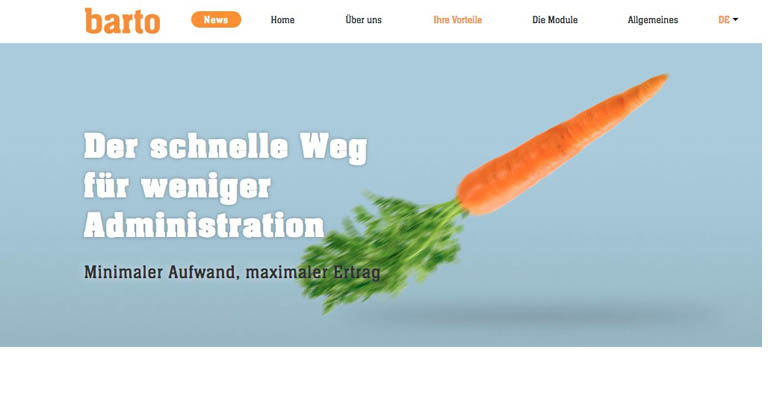 barto
News
Home
Über uns
Ihre Vorteile
Die Module
Allgemeines
DE
Der schnelle Weg
für weniger
Administration
Minimaler Aufwand, maximaler Ertrag